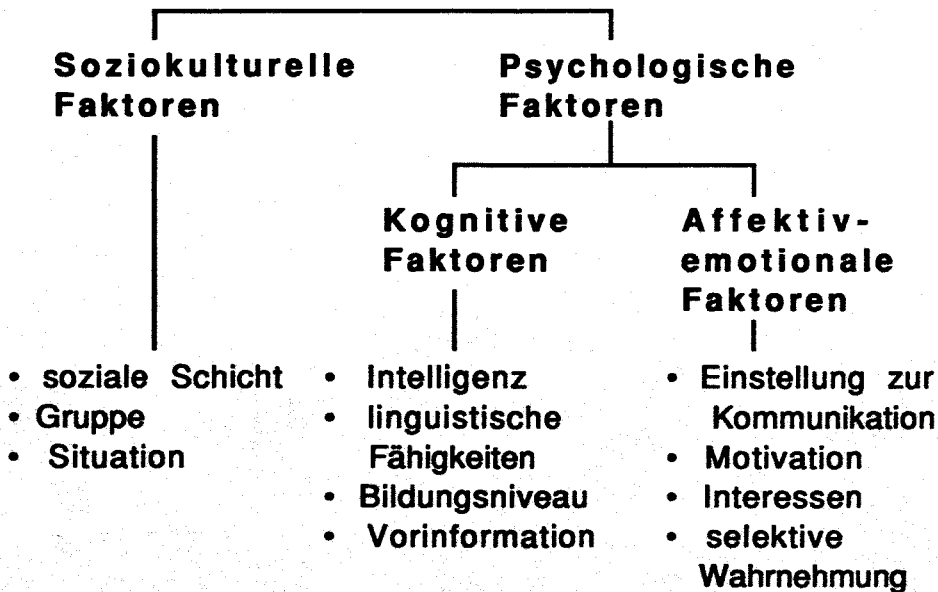 Soziokulturelle
Faktoren
Psychologische
Faktoren
Kognitive
Faktoren
Affektiv-
emotionale
Faktoren
• soziale Schicht
• Gruppe
• Situation
• Intelligenz
• linguistische
Fähigkeiten
• Bildungsniveau
• Vorinformation
• Einstellung zur
Kommunikation
• Motivation
• Interessen
• selektive
Wahrnehmung